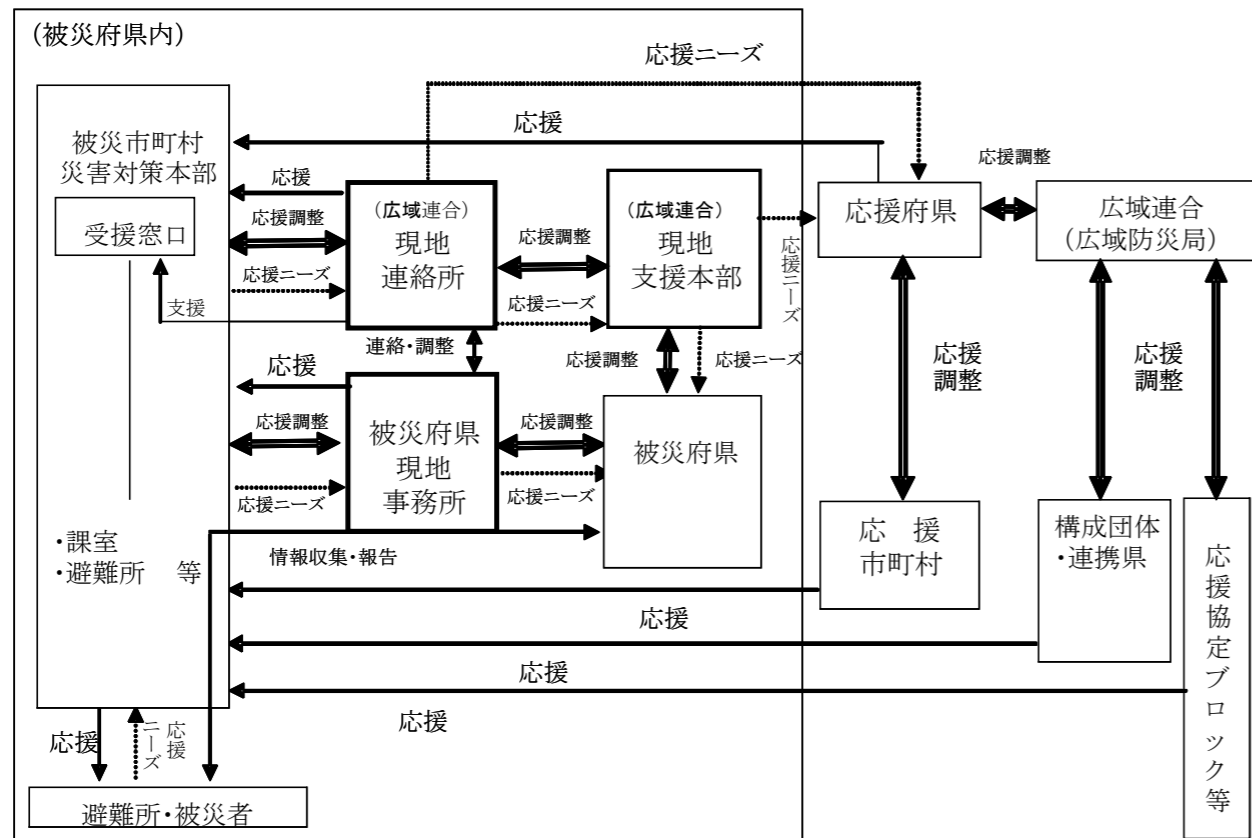 (被災府県内)
応援ニーズ
応援
応援調整
被災市町村
災害対策本部
受援窓口
応援
応援調整
応援ニーズ
支援
(広域連合)
現地
連絡所
応援調整
応援ニーズ
(広域連合)
現地
支援本部
応援ニーズ
応援府県
広域連合
(広域防災局)
連絡・調整
応援調整
応援ニーズ
応援
応援調整
応援ニーズ
被災府県
現地
事務所
応援調整
応援ニーズ
被災府県
応援
調整
応援
調整
情報収集・報告
・課室
・避難所 等
応 援
市町村
構成団体
・連携県
応援協定ブロック等
応援
応援
応援
応援
応援
ニーズ
避難所・被災者